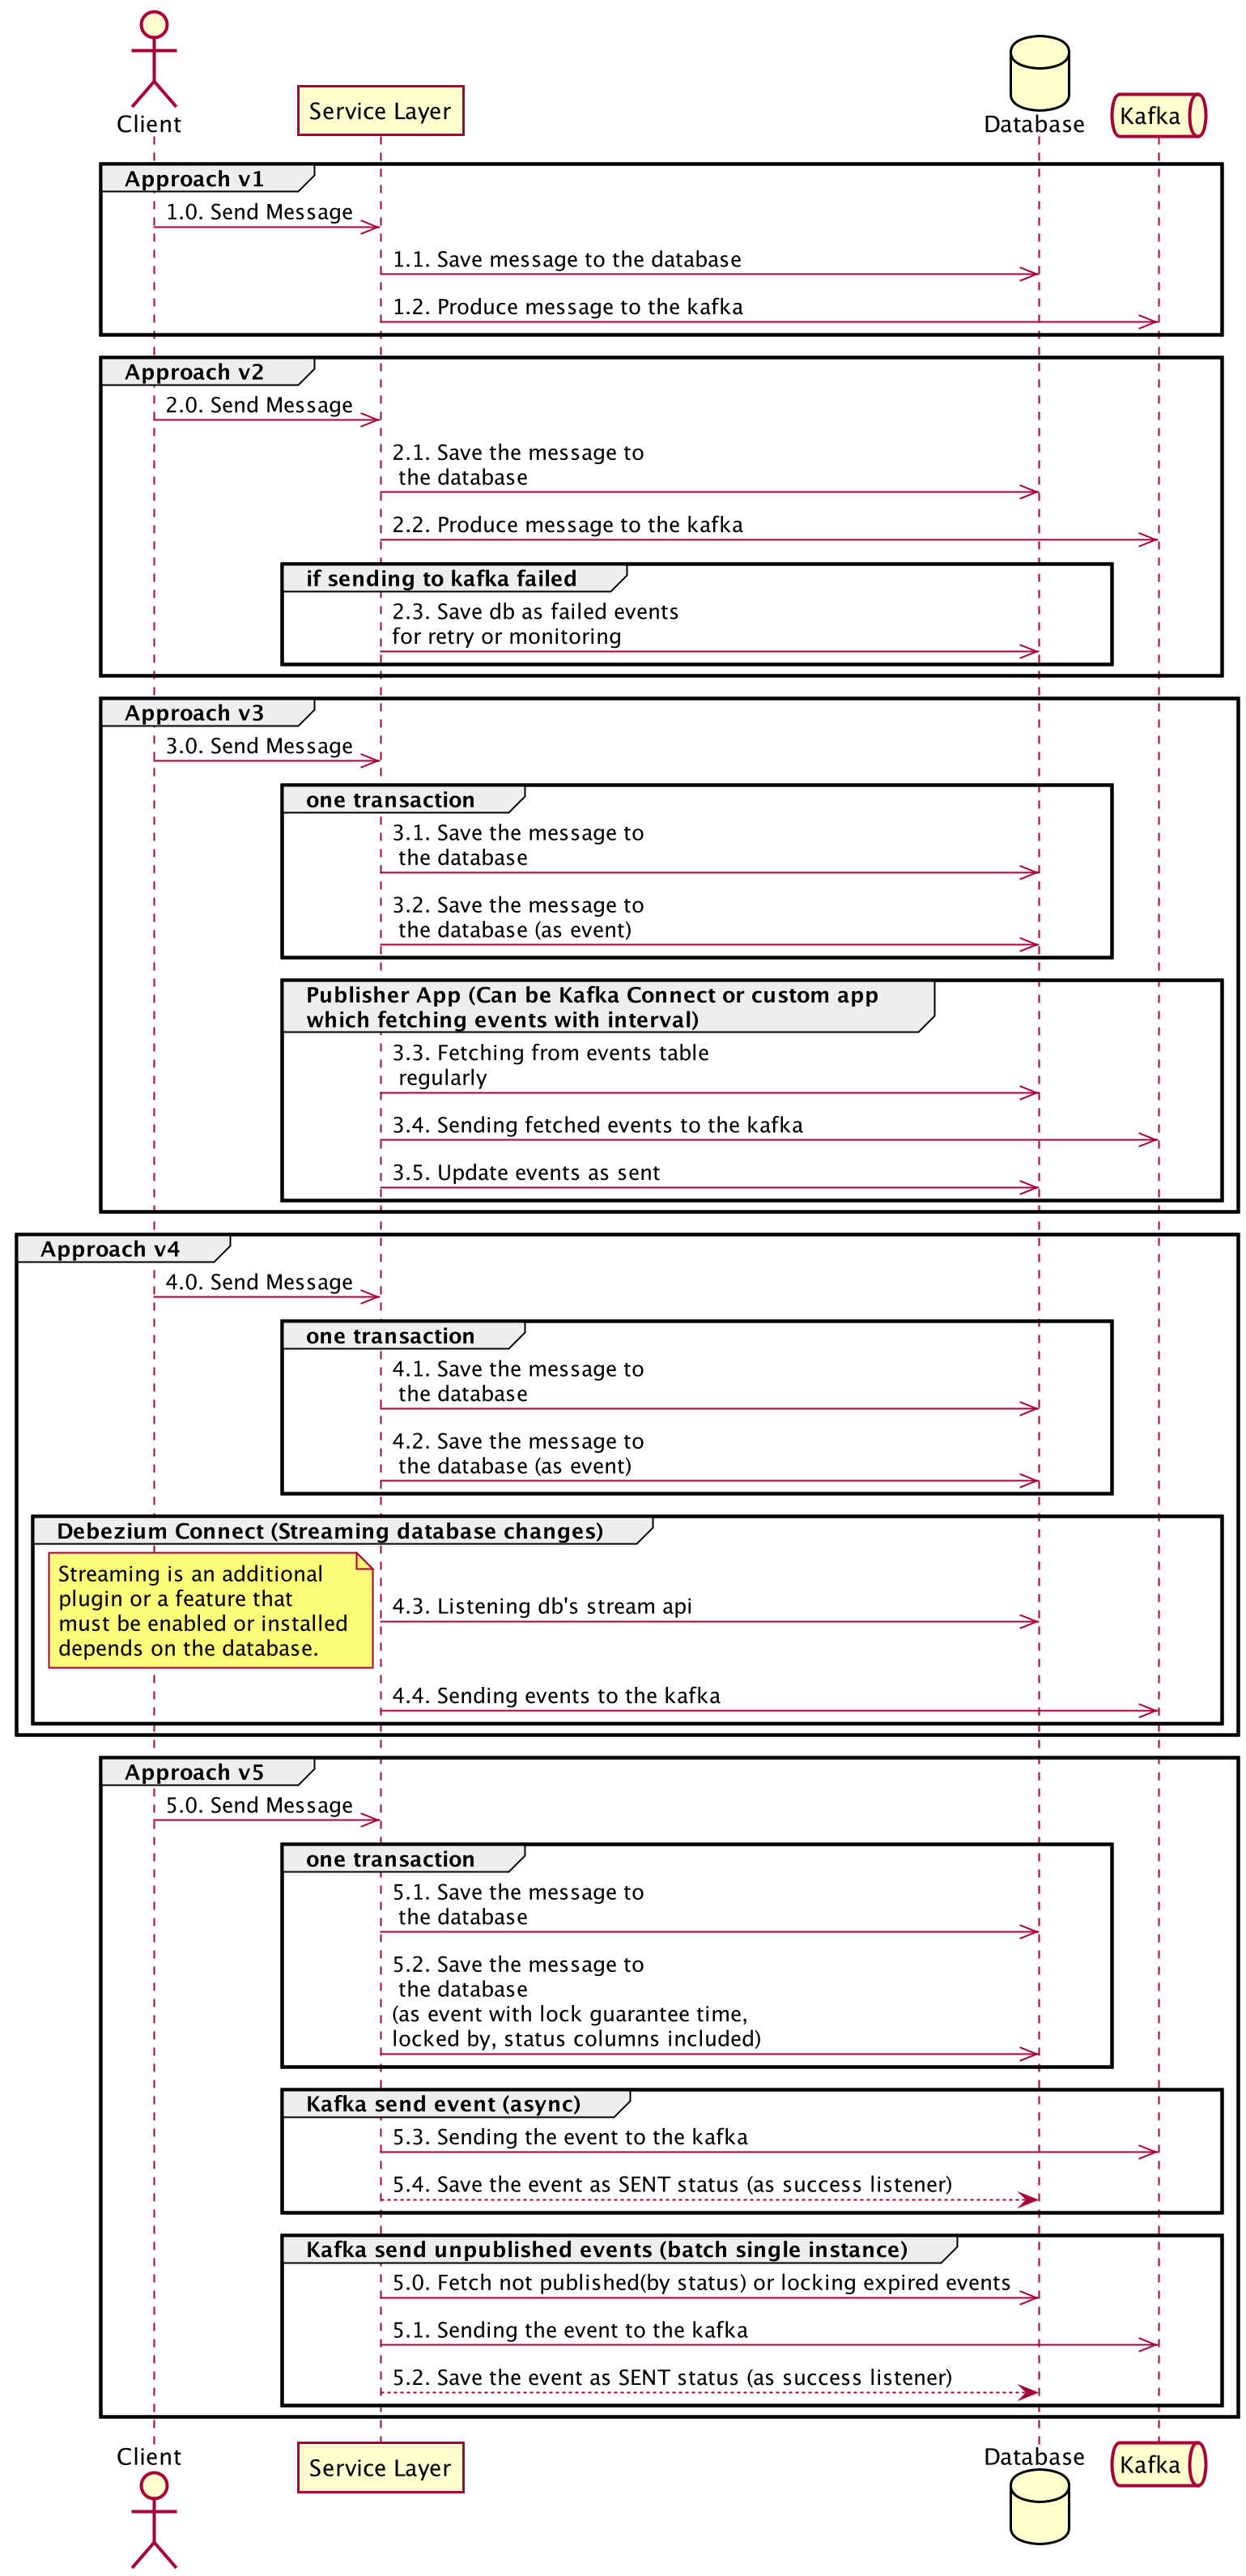 Client
Service Layer
Database
Kafka
Approach v1
1.0. Send Message
1.1. Save message to the database
1.2. Produce message to the kafka
Approach v2
2.0. Send Message
2.1. Save the message to
the database
2.2. Produce message to the kafka
if sending to kafka failed
2.3. Save db as failed events
for retry or monitoring
Approach v3
3.0. Send Message
one transaction
3.1. Save the message to
the database
3.2. Save the message to
the database (as event)
Publisher App (Can be Kafka Connect or custom app
which fetching events with interval)
3.3. Fetching from events table
regularly
3.4. Sending fetched events to the kafka
3.5. Update events as sent
Approach v4
4.0. Send Message
one transaction
4.1. Save the message to
the database
4.2. Save the message to
the database (as event)
Debezium Connect (Streaming database changes)
Streaming is an additional
plugin or a feature that
must be enabled or installed
depends on the database.
4.3. Listening db's stream api
4.4. Sending events to the kafka
Approach v5
5.0. Send Message
one transaction
5.1. Save the message to
the database
5.2. Save the message to
the database
(as event with lock guarantee time,
locked by, status columns included)
Kafka send event (async)
5.3. Sending the event to the kafka
5.4. Save the event as SENT status (as success listener)
Kafka send unpublished events (batch single instance)
5.0. Fetch not published(by status) or locking expired events
5.1. Sending the event to the kafka
5.2. Save the event as SENT status (as success listener)
Client
Service Layer
Database
Kafka